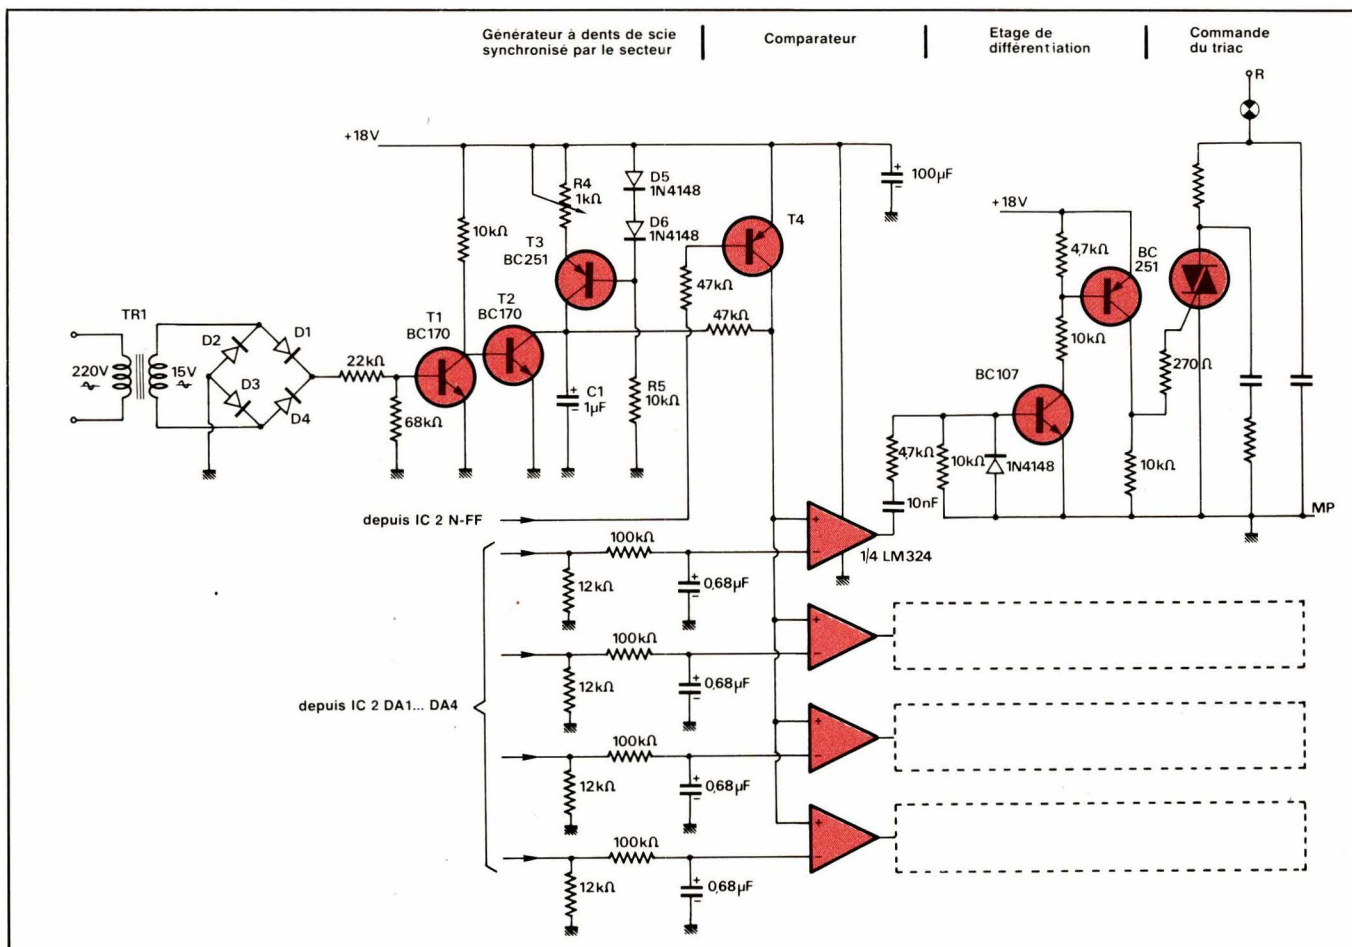 Générateur à dents de scie
synchronisé par le secteur
Comparateur
Etage de
différentiation
Commande
du triac
R
+18V
+
100µF
−
R4
1kΩ
D5
1N4148
D6
1N4148
T4
10kΩ
T3
BC251
47kΩ
47kΩ
+18V
4,7kΩ
BC
251
10kΩ
270Ω
TR1
220V
15V
D2
D1
D3
D4
22kΩ
68kΩ
T1
BC170
T2
BC170
+
C1
1µF
−
R5
10kΩ
BC107
4,7kΩ
10kΩ
1N4148
10kΩ
10nF
MP
depuis IC 2 N-FF
+
−
1/4 LM324
100kΩ
12kΩ
+
0,68µF
−
+
−
100kΩ
12kΩ
+
0,68µF
−
depuis IC 2 DA1... DA4
+
−
100kΩ
12kΩ
+
0,68µF
−
+
−
100kΩ
12kΩ
+
0,68µF
−